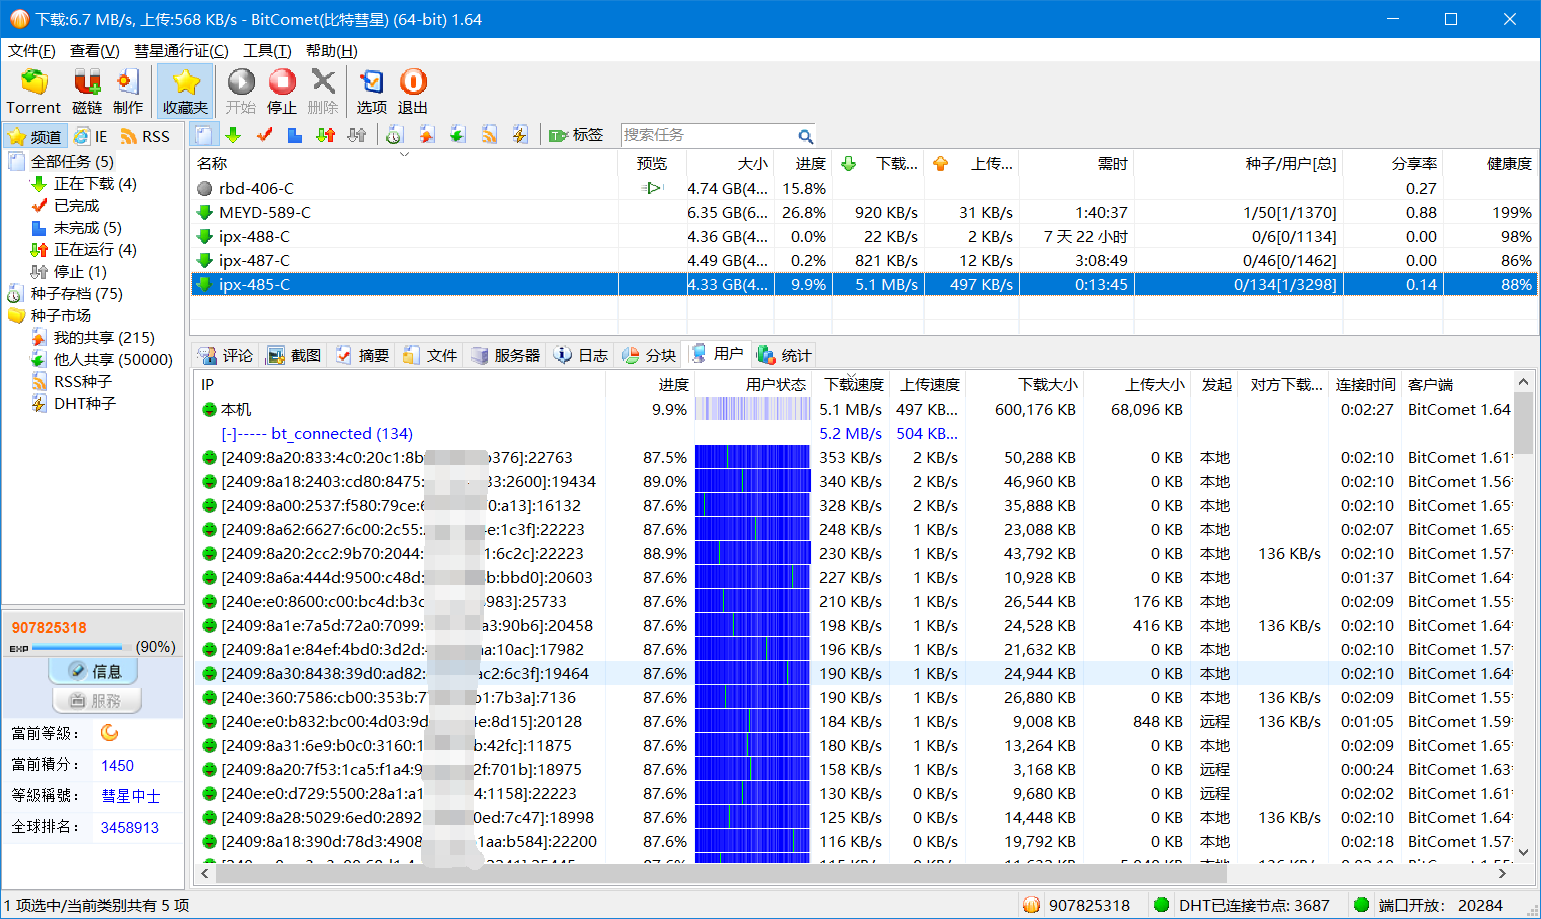 下载:6.7 MB/s, 上传:568 KB/s - BitComet(比特彗星) (64-bit) 1.64
文件(F) 查看(V) 彗星通行证(C) 工具(T) 帮助(H)
Torrent 磁链 制作 收藏夹 开始 停止 删除 选项 退出
频道 IE RSS 标签 搜索任务
全部任务 (5)
正在下载 (4)
已完成
未完成 (5)
正在运行 (4)
停止 (1)
种子存档 (75)
种子市场
我的共享 (215)
他人共享 (50000)
RSS种子
DHT种子
907825318
EXP (90%)
信息
服務
當前等級：
當前積分： 1450
等級稱號： 彗星中士
全球排名： 3458913
名称 预览 大小 进度 下载... 上传... 需时 种子/用户[总] 分享率 健康度
rbd-406-C 4.74 GB(4... 15.8% 0.27
MEYD-589-C 6.35 GB(6... 26.8% 920 KB/s 31 KB/s 1:40:37 1/50[1/1370] 0.88 199%
ipx-488-C 4.36 GB(4... 0.0% 22 KB/s 2 KB/s 7 天 22 小时 0/6[0/1134] 0.00 98%
ipx-487-C 4.49 GB(4... 0.2% 821 KB/s 12 KB/s 3:08:49 0/46[0/1462] 0.00 86%
ipx-485-C 4.33 GB(4... 9.9% 5.1 MB/s 497 KB/s 0:13:45 0/134[1/3298] 0.14 88%
评论 截图 摘要 文件 服务器 日志 分块 用户 统计
IP 进度 用户状态 下载速度 上传速度 下载大小 上传大小 发起 对方下载... 连接时间 客户端
本机 9.9% 5.1 MB/s 497 KB... 600,176 KB 68,096 KB 0:02:27 BitComet 1.64
[-]----- bt_connected (134) 5.2 MB/s 504 KB...
[2409:8a20:833:4c0:20c1:8b b376]:22763 87.5% 353 KB/s 2 KB/s 50,288 KB 0 KB 本地 0:02:10 BitComet 1.61
[2409:8a18:2403:cd80:8475: 33:2600]:19434 89.0% 340 KB/s 2 KB/s 46,960 KB 0 KB 本地 0:02:10 BitComet 1.56
[2409:8a00:2537:f580:79ce: 0:a13]:16132 87.6% 328 KB/s 2 KB/s 35,888 KB 0 KB 本地 0:02:10 BitComet 1.65
[2409:8a62:6627:6c00:2c55: e:1c3f]:22223 87.6% 248 KB/s 1 KB/s 23,088 KB 0 KB 本地 0:02:07 BitComet 1.65
[2409:8a20:2cc2:9b70:2044: 1:6c2c]:22223 88.9% 230 KB/s 1 KB/s 43,792 KB 0 KB 本地 136 KB/s 0:02:10 BitComet 1.57
[2409:8a6a:444d:9500:c48d: b:bbd0]:20603 87.6% 227 KB/s 1 KB/s 10,928 KB 0 KB 本地 0:01:37 BitComet 1.64
[240e:e0:8600:c00:bc4d:b3c 983]:25733 87.6% 210 KB/s 1 KB/s 26,544 KB 176 KB 本地 0:02:09 BitComet 1.55
[2409:8a1e:7a5d:72a0:7099: a3:90b6]:20458 87.6% 198 KB/s 1 KB/s 24,528 KB 416 KB 本地 136 KB/s 0:02:10 BitComet 1.64
[2409:8a1e:84ef:4bd0:3d2d: aa:10ac]:17982 87.6% 196 KB/s 1 KB/s 21,632 KB 0 KB 本地 0:02:10 BitComet 1.57
[2409:8a30:8438:39d0:ad82: ac2:6c3f]:19464 87.6% 190 KB/s 1 KB/s 24,944 KB 0 KB 本地 0:02:10 BitComet 1.64
[240e:360:7586:cb00:353b:7 b1:7b3a]:7136 87.6% 190 KB/s 1 KB/s 26,880 KB 0 KB 本地 136 KB/s 0:02:09 BitComet 1.55
[240e:e0:b832:bc00:4d03:9d 4e:8d15]:20128 87.6% 184 KB/s 1 KB/s 9,008 KB 848 KB 远程 136 KB/s 0:01:05 BitComet 1.59
[2409:8a31:6e9:b0c0:3160:1 b:42fc]:11875 87.6% 180 KB/s 1 KB/s 13,264 KB 0 KB 本地 0:02:09 BitComet 1.65
[2409:8a20:7f53:1ca5:f1a4:9 2f:701b]:18975 87.6% 158 KB/s 1 KB/s 3,168 KB 0 KB 远程 0:00:24 BitComet 1.63
[240e:e0:d729:5500:28a1:a1 4:1158]:22223 87.6% 130 KB/s 0 KB/s 9,680 KB 0 KB 远程 0:02:02 BitComet 1.61
[2409:8a28:5029:6ed0:2892 0ed:7c47]:18998 87.6% 125 KB/s 0 KB/s 14,448 KB 0 KB 本地 136 KB/s 0:02:10 BitComet 1.64
[2409:8a18:390d:78d3:4908 1aab584]:22200 87.6% 116 KB/s 0 KB/s 19,792 KB 0 KB 本地 0:02:18 BitComet 1.57
1 项选中/当前类别共有 5 项 907825318 DHT已连接节点: 3687 端口开放： 20284